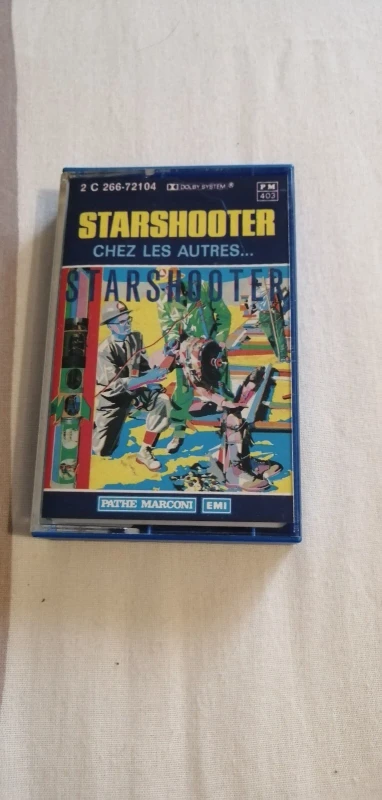 2 C 266-72104 DOLBY SYSTEM ® PM
403
STARSHOOTER
CHEZ LES AUTRES...
STARSHOOTER
PATHE MARCONI EMI